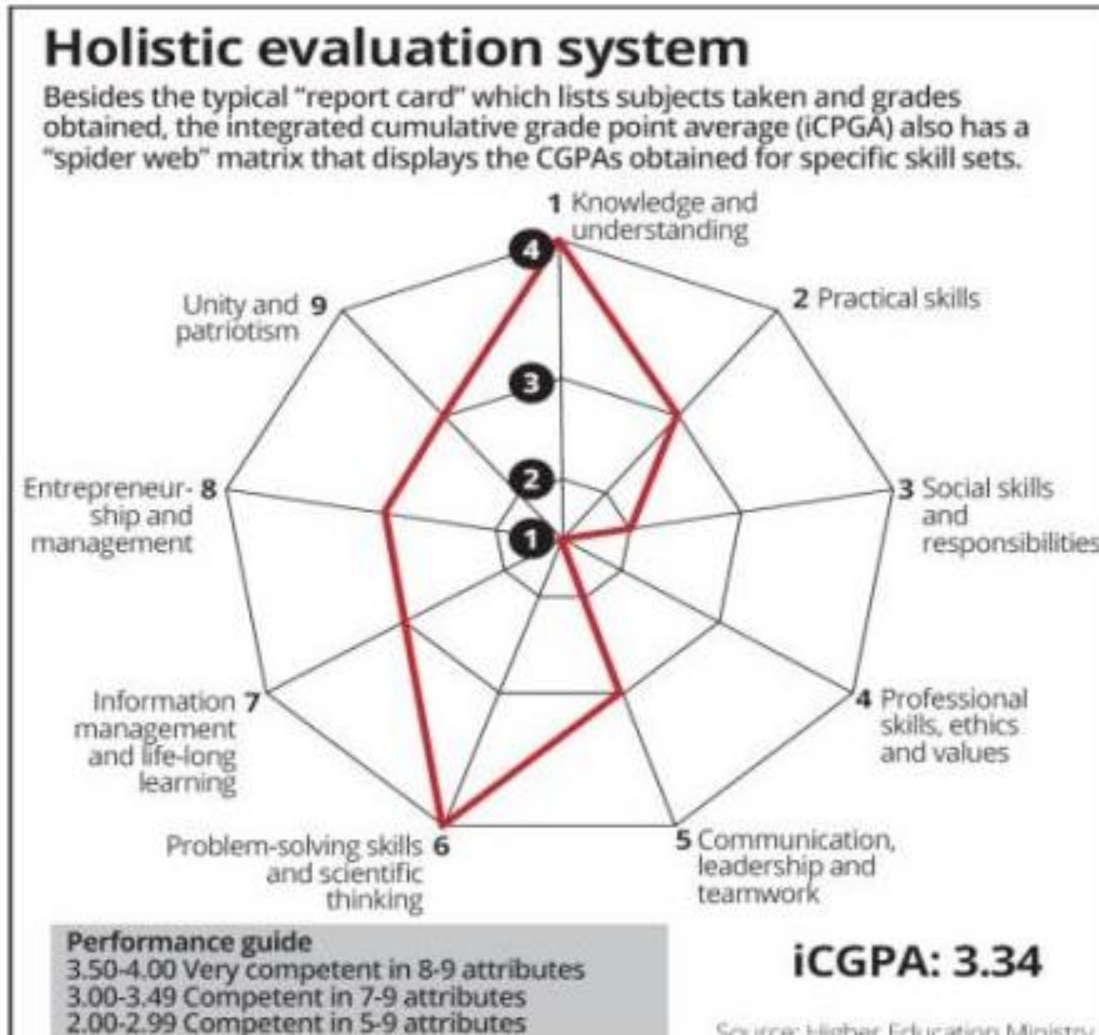 Holistic evaluation system
Besides the typical “report card” which lists subjects taken and grades
obtained, the integrated cumulative grade point average (iCPGA) also has a
“spider web” matrix that displays the CGPAs obtained for specific skill sets.
1 Knowledge and
understanding
2 Practical skills
3 Social skills
and
responsibilities
4 Professional
skills, ethics
and values
5 Communication,
leadership and
teamwork
Problem-solving skills 6
and scientific
thinking
Information 7
management
and life-long
learning
Entrepreneur- 8
ship and
management
Unity and 9
patriotism
4
3
2
1
Performance guide
3.50-4.00 Very competent in 8-9 attributes
3.00-3.49 Competent in 7-9 attributes
2.00-2.99 Competent in 5-9 attributes
iCGPA: 3.34
Source: Higher Education Ministry